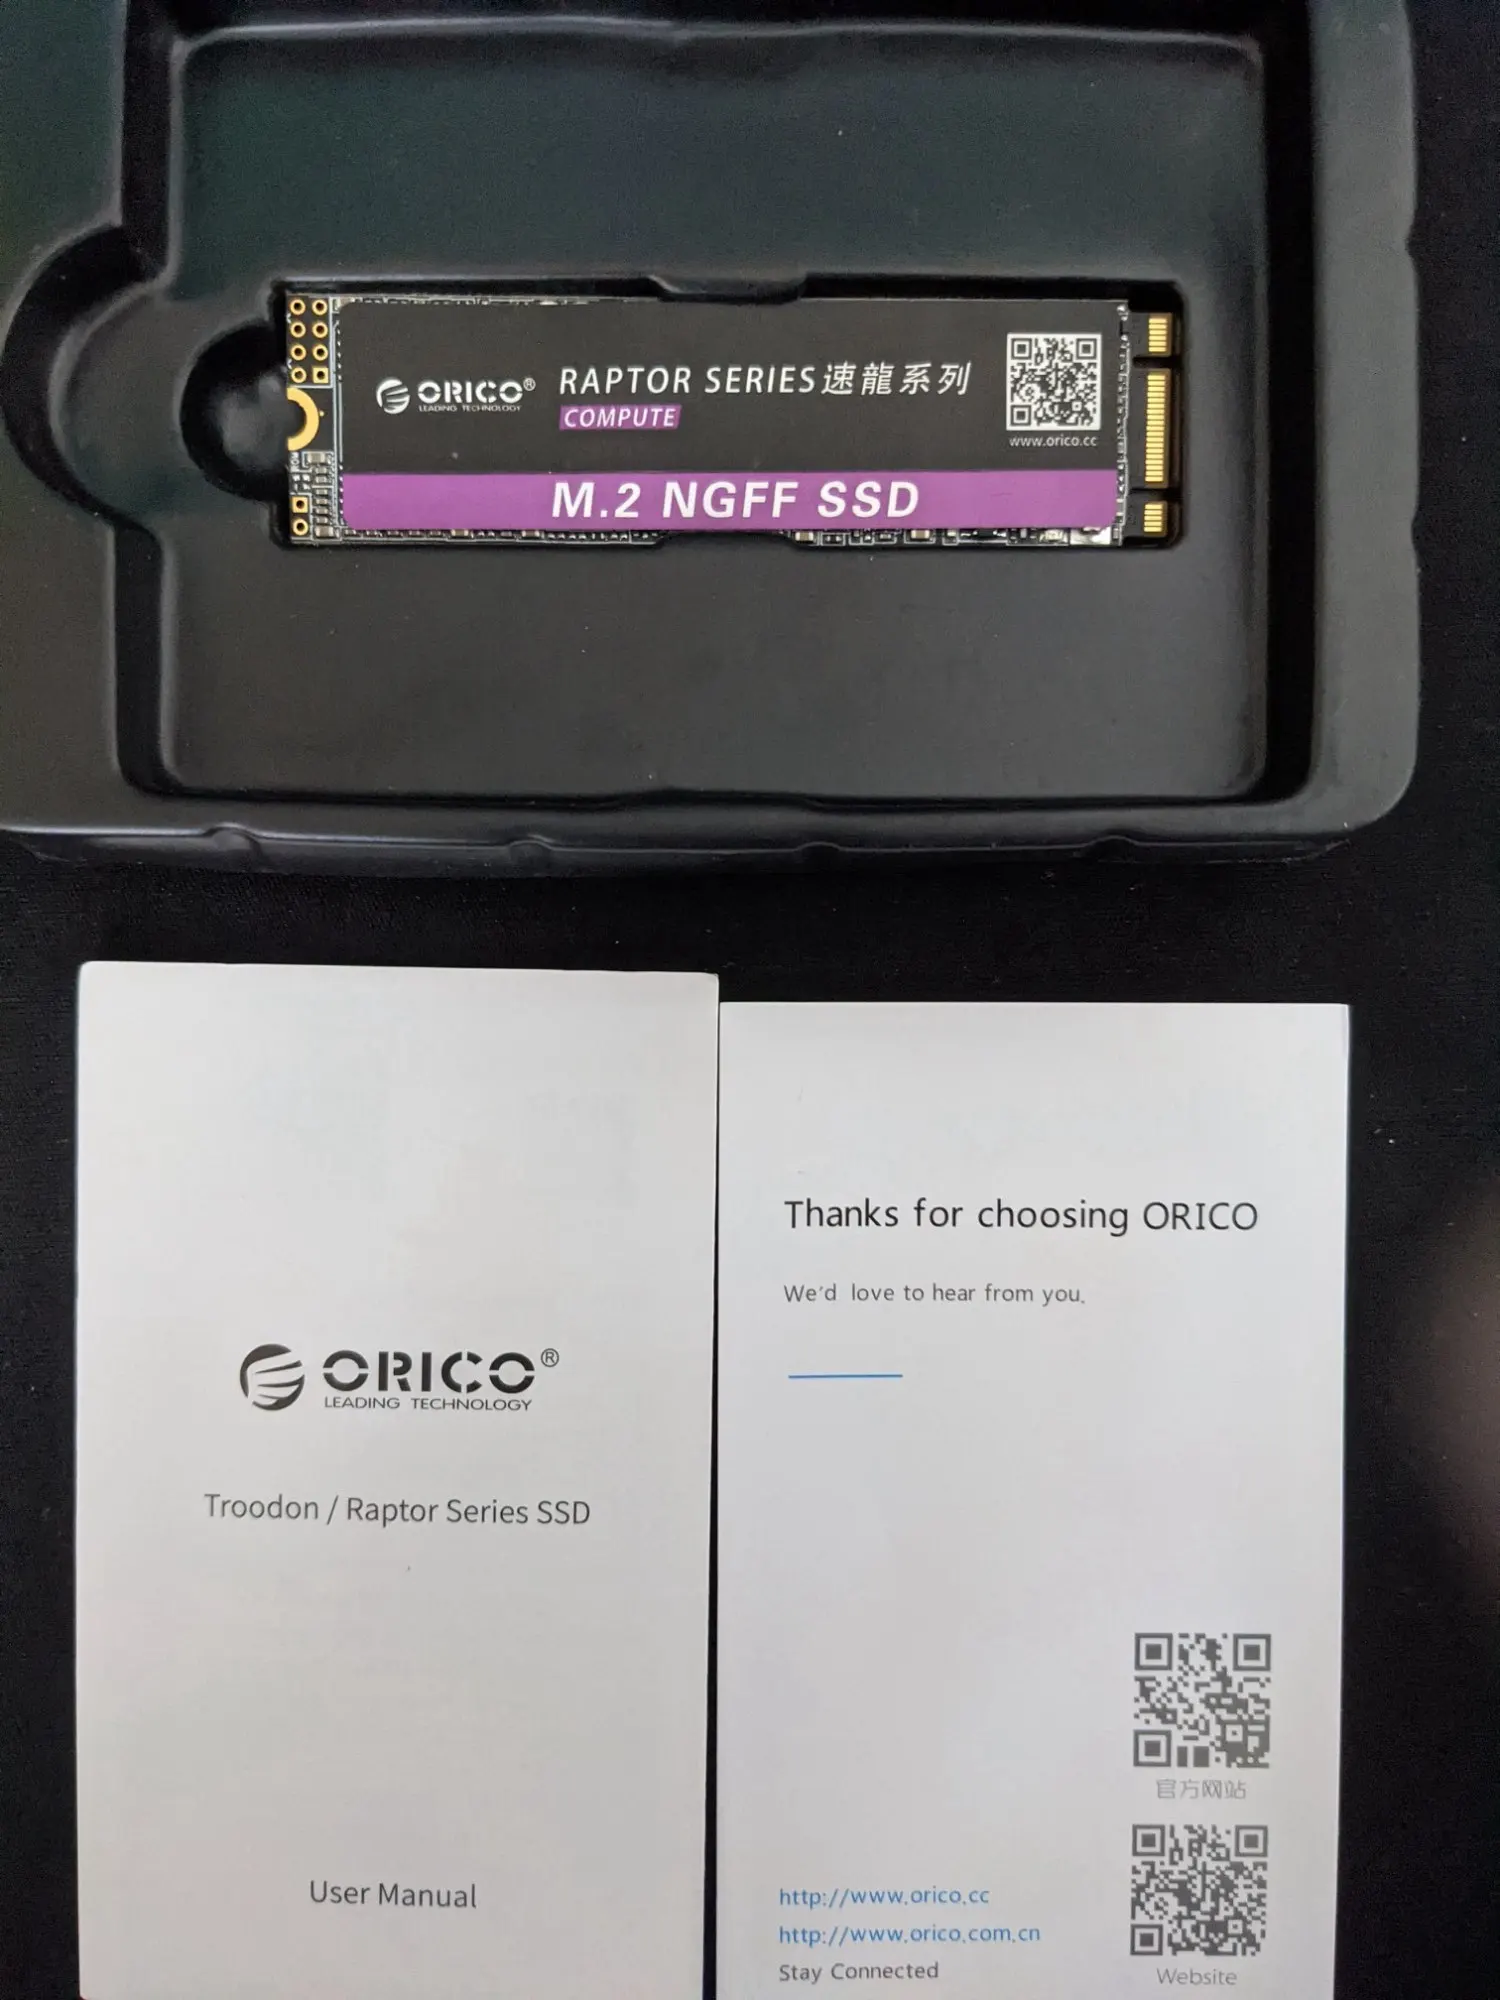 ORICO®
LEADING TECHNOLOGY
RAPTOR SERIES速龍系列
COMPUTE
www.orico.cc
M.2 NGFF SSD
ORICO®
LEADING TECHNOLOGY
Troodon / Raptor Series SSD
User Manual
Thanks for choosing ORICO
We'd love to hear from you.
官方网站
http://www.orico.cc
http://www.orico.com.cn
Stay Connected
Website